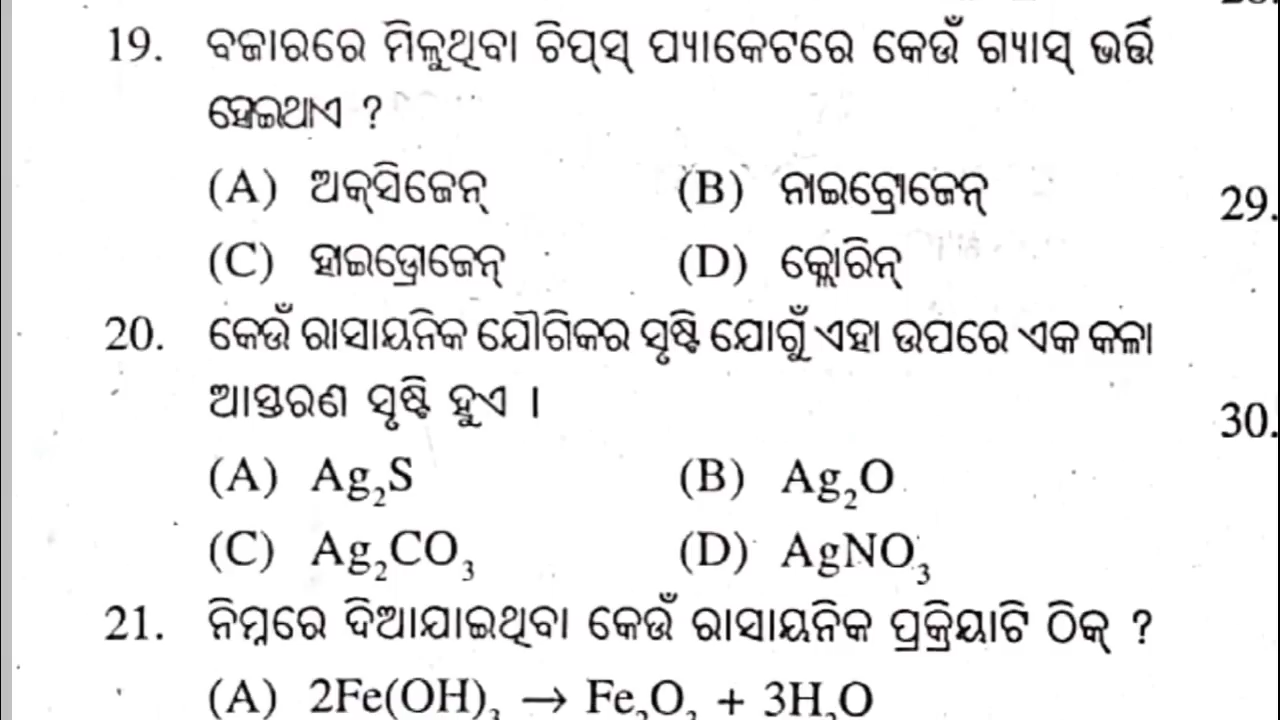 19. ବଜାରରେ ମିଳୁଥିବା ଚିପ୍ସ୍ ପ୍ୟାକେଟରେ କେଉଁ ଗ୍ୟାସ୍ ଭର୍ତ୍ତି
ହୋଇଥାଏ ?
(A) ଅକ୍ସିଜେନ୍ (B) ନାଇଟ୍ରୋଜେନ୍
(C) ହାଇଡ୍ରୋଜେନ୍ (D) କ୍ଲୋରିନ୍
20. କେଉଁ ରାସାୟନିକ ଯୌଗିକର ସୃଷ୍ଟି ଯୋଗୁଁ ଏହା ଉପରେ ଏକ କଳା
ଆସ୍ତରଣ ସୃଷ୍ଟି ହୁଏ ।
(A) Ag₂S (B) Ag₂O
(C) Ag₂CO₃ (D) AgNO₃
21. ନିମ୍ନରେ ଦିଆଯାଇଥିବା କେଉଁ ରାସାୟନିକ ପ୍ରକ୍ରିୟାଟି ଠିକ୍ ?
(A) 2Fe(OH)₃ → Fe₂O₃ + 3H₂O
29.
30.